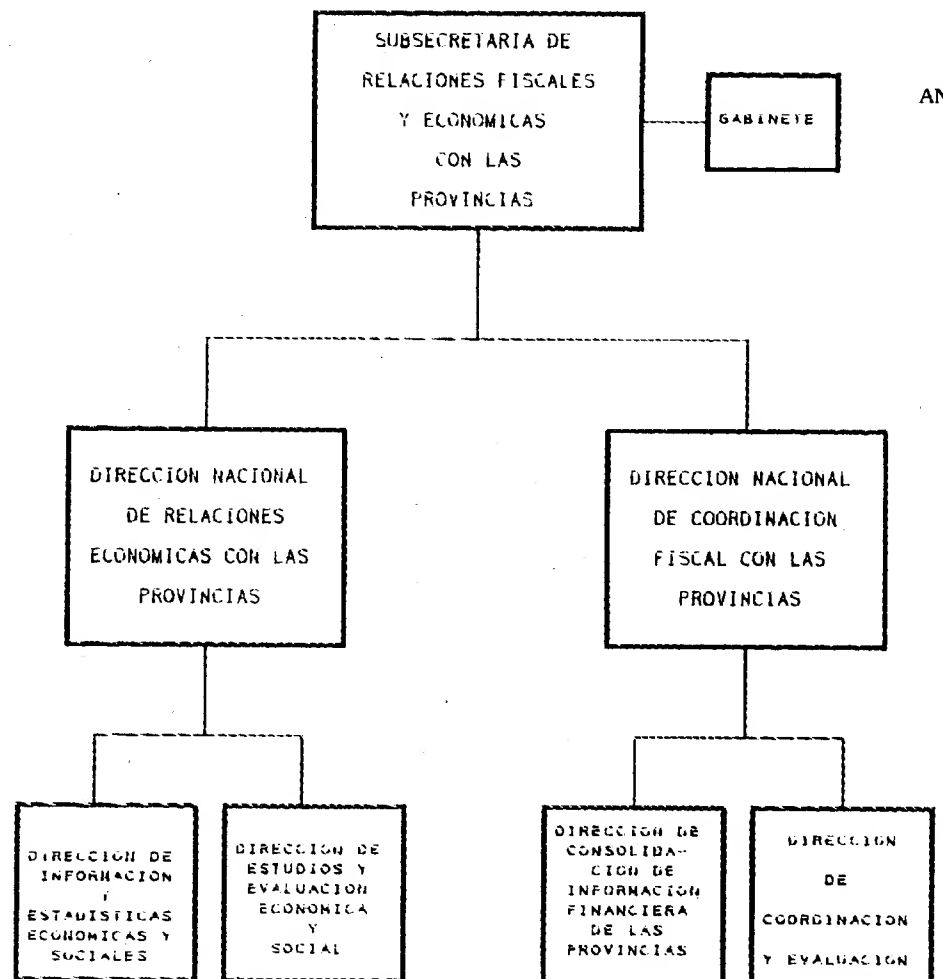 SUBSECRETARIA DE
RELACIONES FISCALES
Y ECONOMICAS
CON LAS
PROVINCIAS
GABINETE
AN
DIRECCION NACIONAL
DE RELACIONES
ECONOMICAS CON LAS
PROVINCIAS
DIRECCION NACIONAL
DE COORDINACION
FISCAL CON LAS
PROVINCIAS
DIRECCION DE
INFORMACION
Y
ESTADISTICAS
ECONOMICAS Y
SOCIALES
DIRECCION DE
ESTUDIOS Y
EVALUACION
ECONOMICA
Y
SOCIAL
DIRECCION DE
CONSOLIDA-
CION DE
INFORMACION
FINANCIERA
DE LAS
PROVINCIAS
DIRECCION
DE
COORDINACION
Y EVALUACION